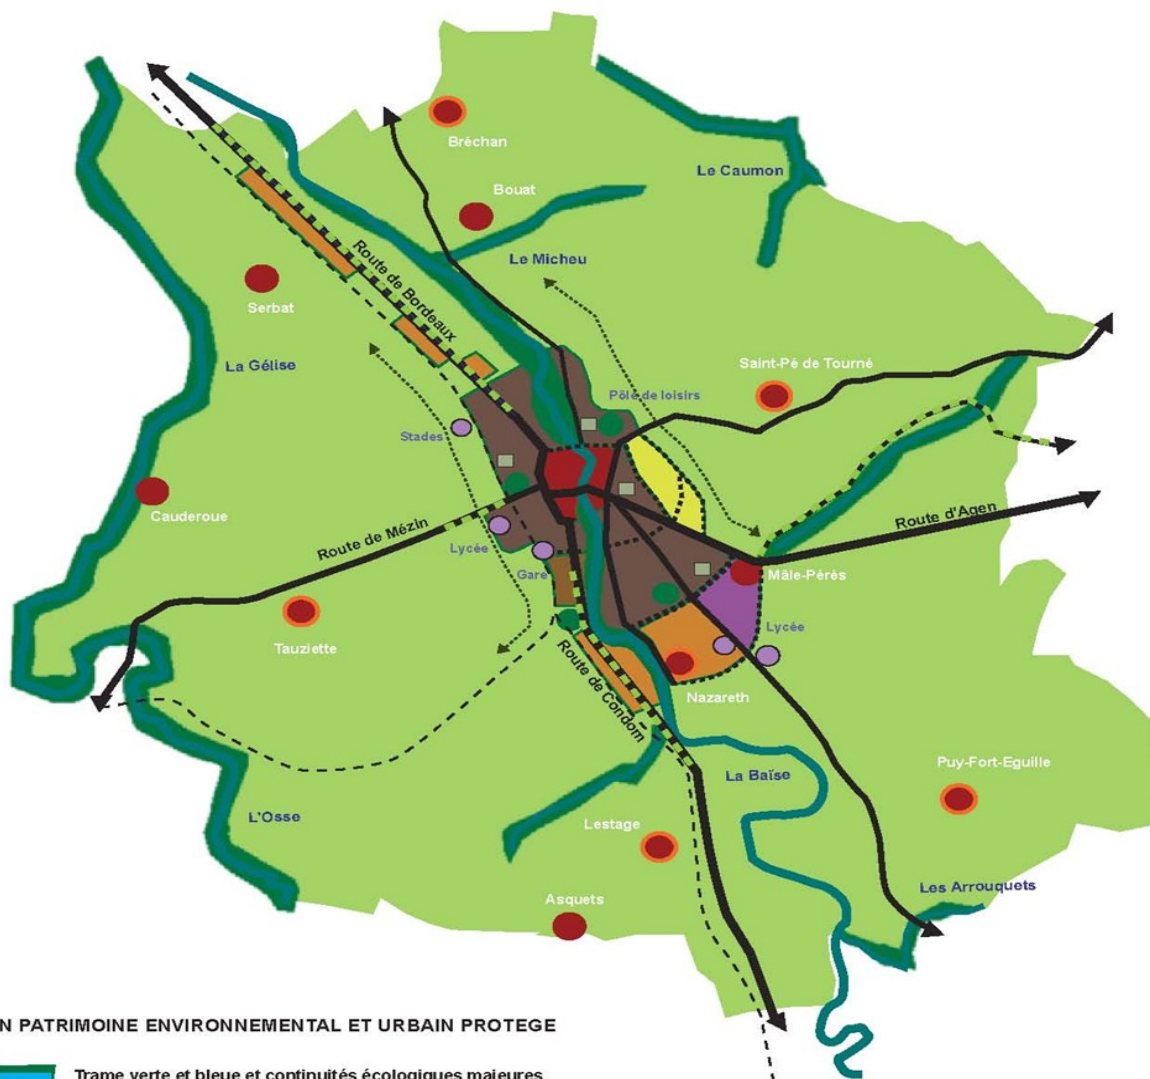 Bréchan
Le Caumon
Bouat
Le Micheu
Route de Bordeaux
Serbat
La Gélise
Saint-Pé de Tourné
Pôle de loisirs
Stades
Cauderoue
Route d'Agen
Route de Mézin
Lycée
Gare
Mâle-Pérès
Lycée
Tauziette
Route de Condom
Nazareth
La Baïse
Puy-Fort-Eguille
L'Osse
Lestage
Les Arrouquets
Asquets
N PATRIMOINE ENVIRONNEMENTAL ET URBAIN PROTEGE
Trame verte et bleue et continuités écologiques majeures